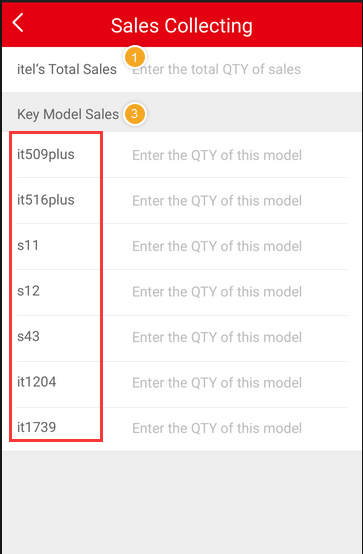 Sales Collecting
itel's Total Sales 1 Enter the total QTY of sales
Key Model Sales 3
it509plus Enter the QTY of this model
it516plus Enter the QTY of this model
s11 Enter the QTY of this model
s12 Enter the QTY of this model
s43 Enter the QTY of this model
it1204 Enter the QTY of this model
it1739 Enter the QTY of this model